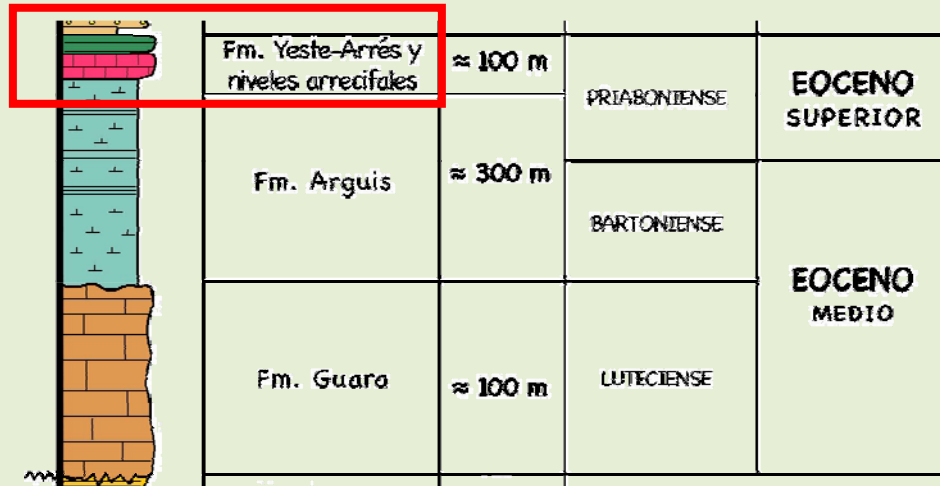 Fm. Yeste-Arrés y
niveles arrecifales
≈ 100 m
PRIABONIENSE
EOCENO
SUPERIOR
Fm. Arguis
≈ 300 m
BARTONIENSE
EOCENO
MEDIO
Fm. Guara
≈ 100 m
LUTECIENSE